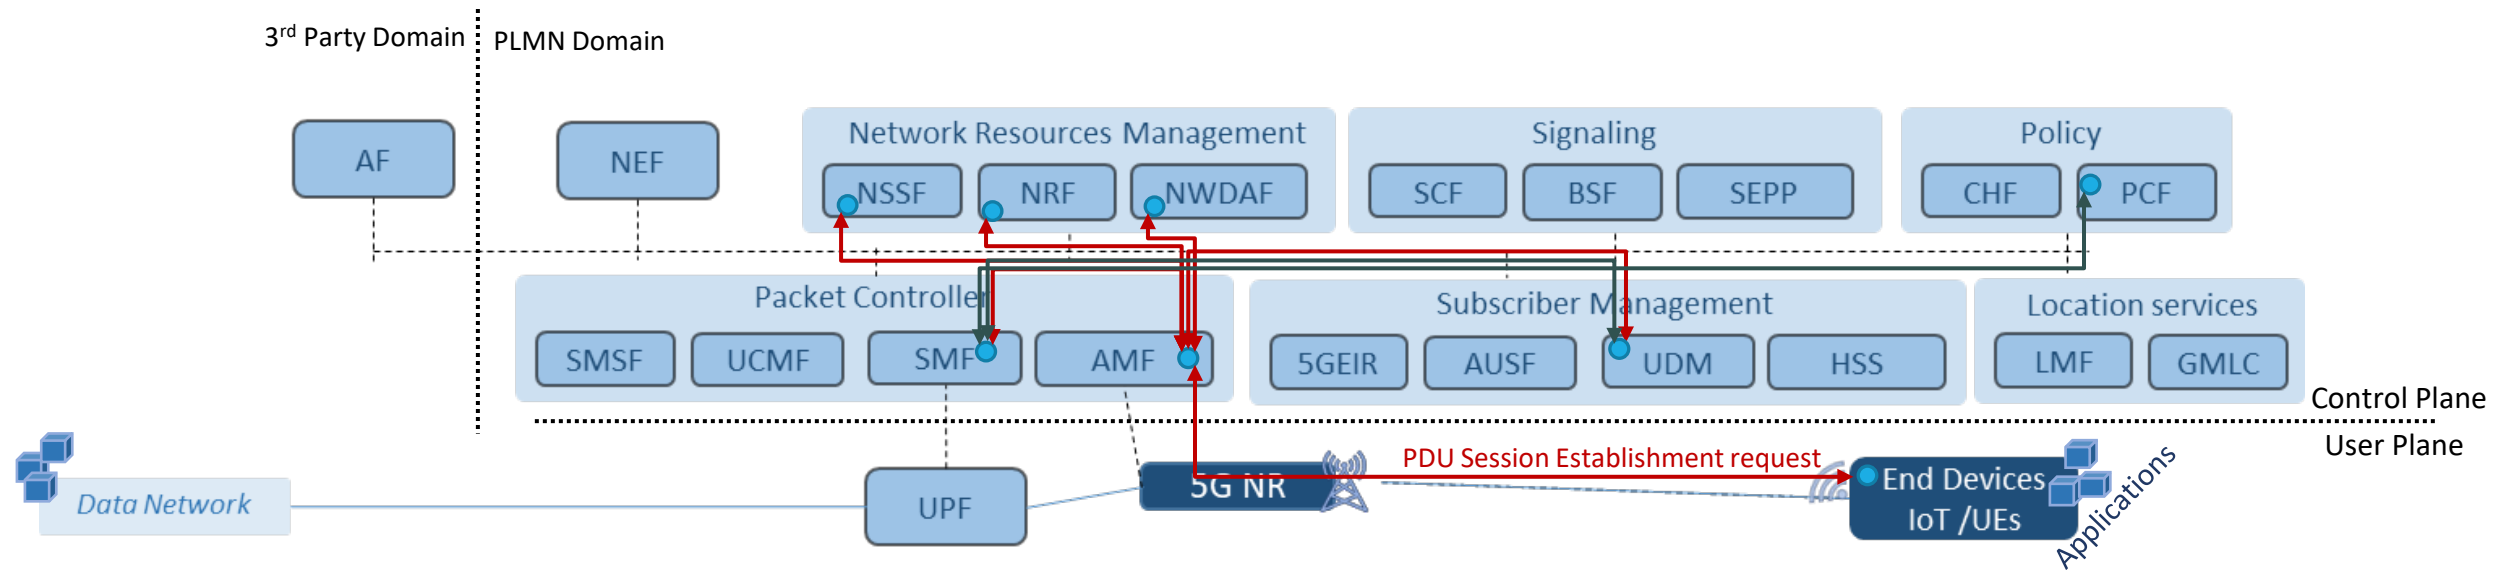 3rd Party Domain
PLMN Domain
AF
NEF
Network Resources Management
NSSF
NRF
NWDAF
Signaling
SCF
BSF
SEPP
Policy
CHF
PCF
Packet Controller
SMSF
UCMF
SMF
AMF
Subscriber Management
5GEIR
AUSF
UDM
HSS
Location services
LMF
GMLC
Control Plane
User Plane
Data Network
UPF
5G NR
PDU Session Establishment request
End Devices
IoT /UEs
Applications